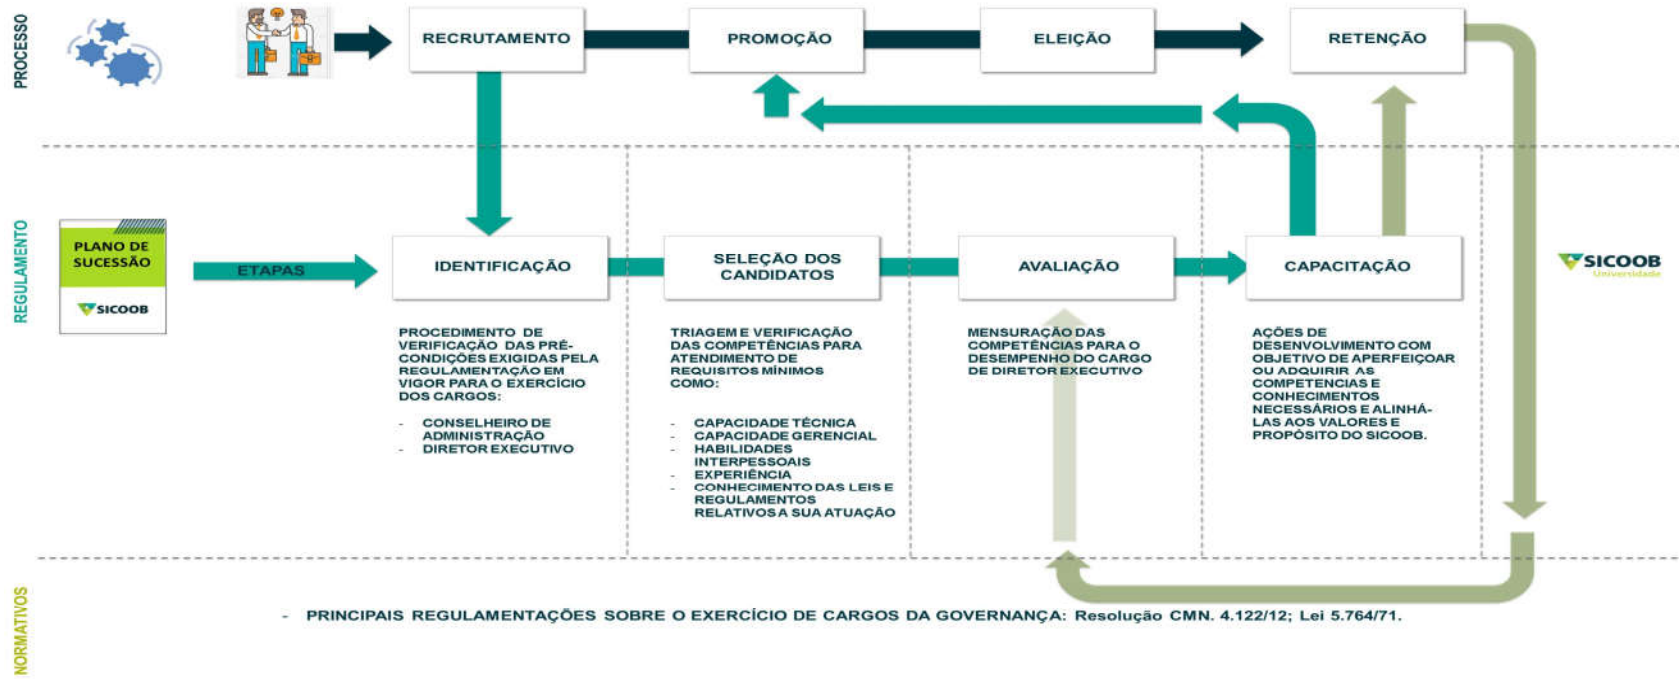 PROCESSO
RECRUTAMENTO
PROMOÇÃO
ELEIÇÃO
RETENÇÃO
REGULAMENTO
PLANO DE
SUCESSÃO
SICOOB
ETAPAS
IDENTIFICAÇÃO
SELEÇÃO DOS
CANDIDATOS
AVALIAÇÃO
CAPACITAÇÃO
SICOOB
Universidade
PROCEDIMENTO DE
VERIFICAÇÃO DAS PRÉ-
CONDIÇÕES EXIGIDAS PELA
REGULAMENTAÇÃO EM
VIGOR PARA O EXERCÍCIO
DOS CARGOS:
- CONSELHEIRO DE
ADMINISTRAÇÃO
- DIRETOR EXECUTIVO
TRIAGEM E VERIFICAÇÃO
DAS COMPETÊNCIAS PARA
ATENDIMENTO DE
REQUISITOS MÍNIMOS
COMO:
- CAPACIDADE TÉCNICA
- CAPACIDADE GERENCIAL
- HABILIDADES
INTERPESSOAIS
- EXPERIÊNCIA
- CONHECIMENTO DAS LEIS E
REGULAMENTOS
RELATIVOS A SUA ATUAÇÃO
MENSURAÇÃO DAS
COMPETÊNCIAS PARA O
DESEMPENHO DO CARGO
DE DIRETOR EXECUTIVO
AÇÕES DE
DESENVOLVIMENTO COM
OBJETIVO DE APERFEIÇOAR
OU ADQUIRIR AS
COMPETENCIAS E
CONHECIMENTOS
NECESSÁRIOS E ALINHÁ-
LAS AOS VALORES E
PROPÓSITO DO SICOOB.
NORMATIVOS
- PRINCIPAIS REGULAMENTAÇÕES SOBRE O EXERCÍCIO DE CARGOS DA GOVERNANÇA: Resolução CMN. 4.122/12; Lei 5.764/71.